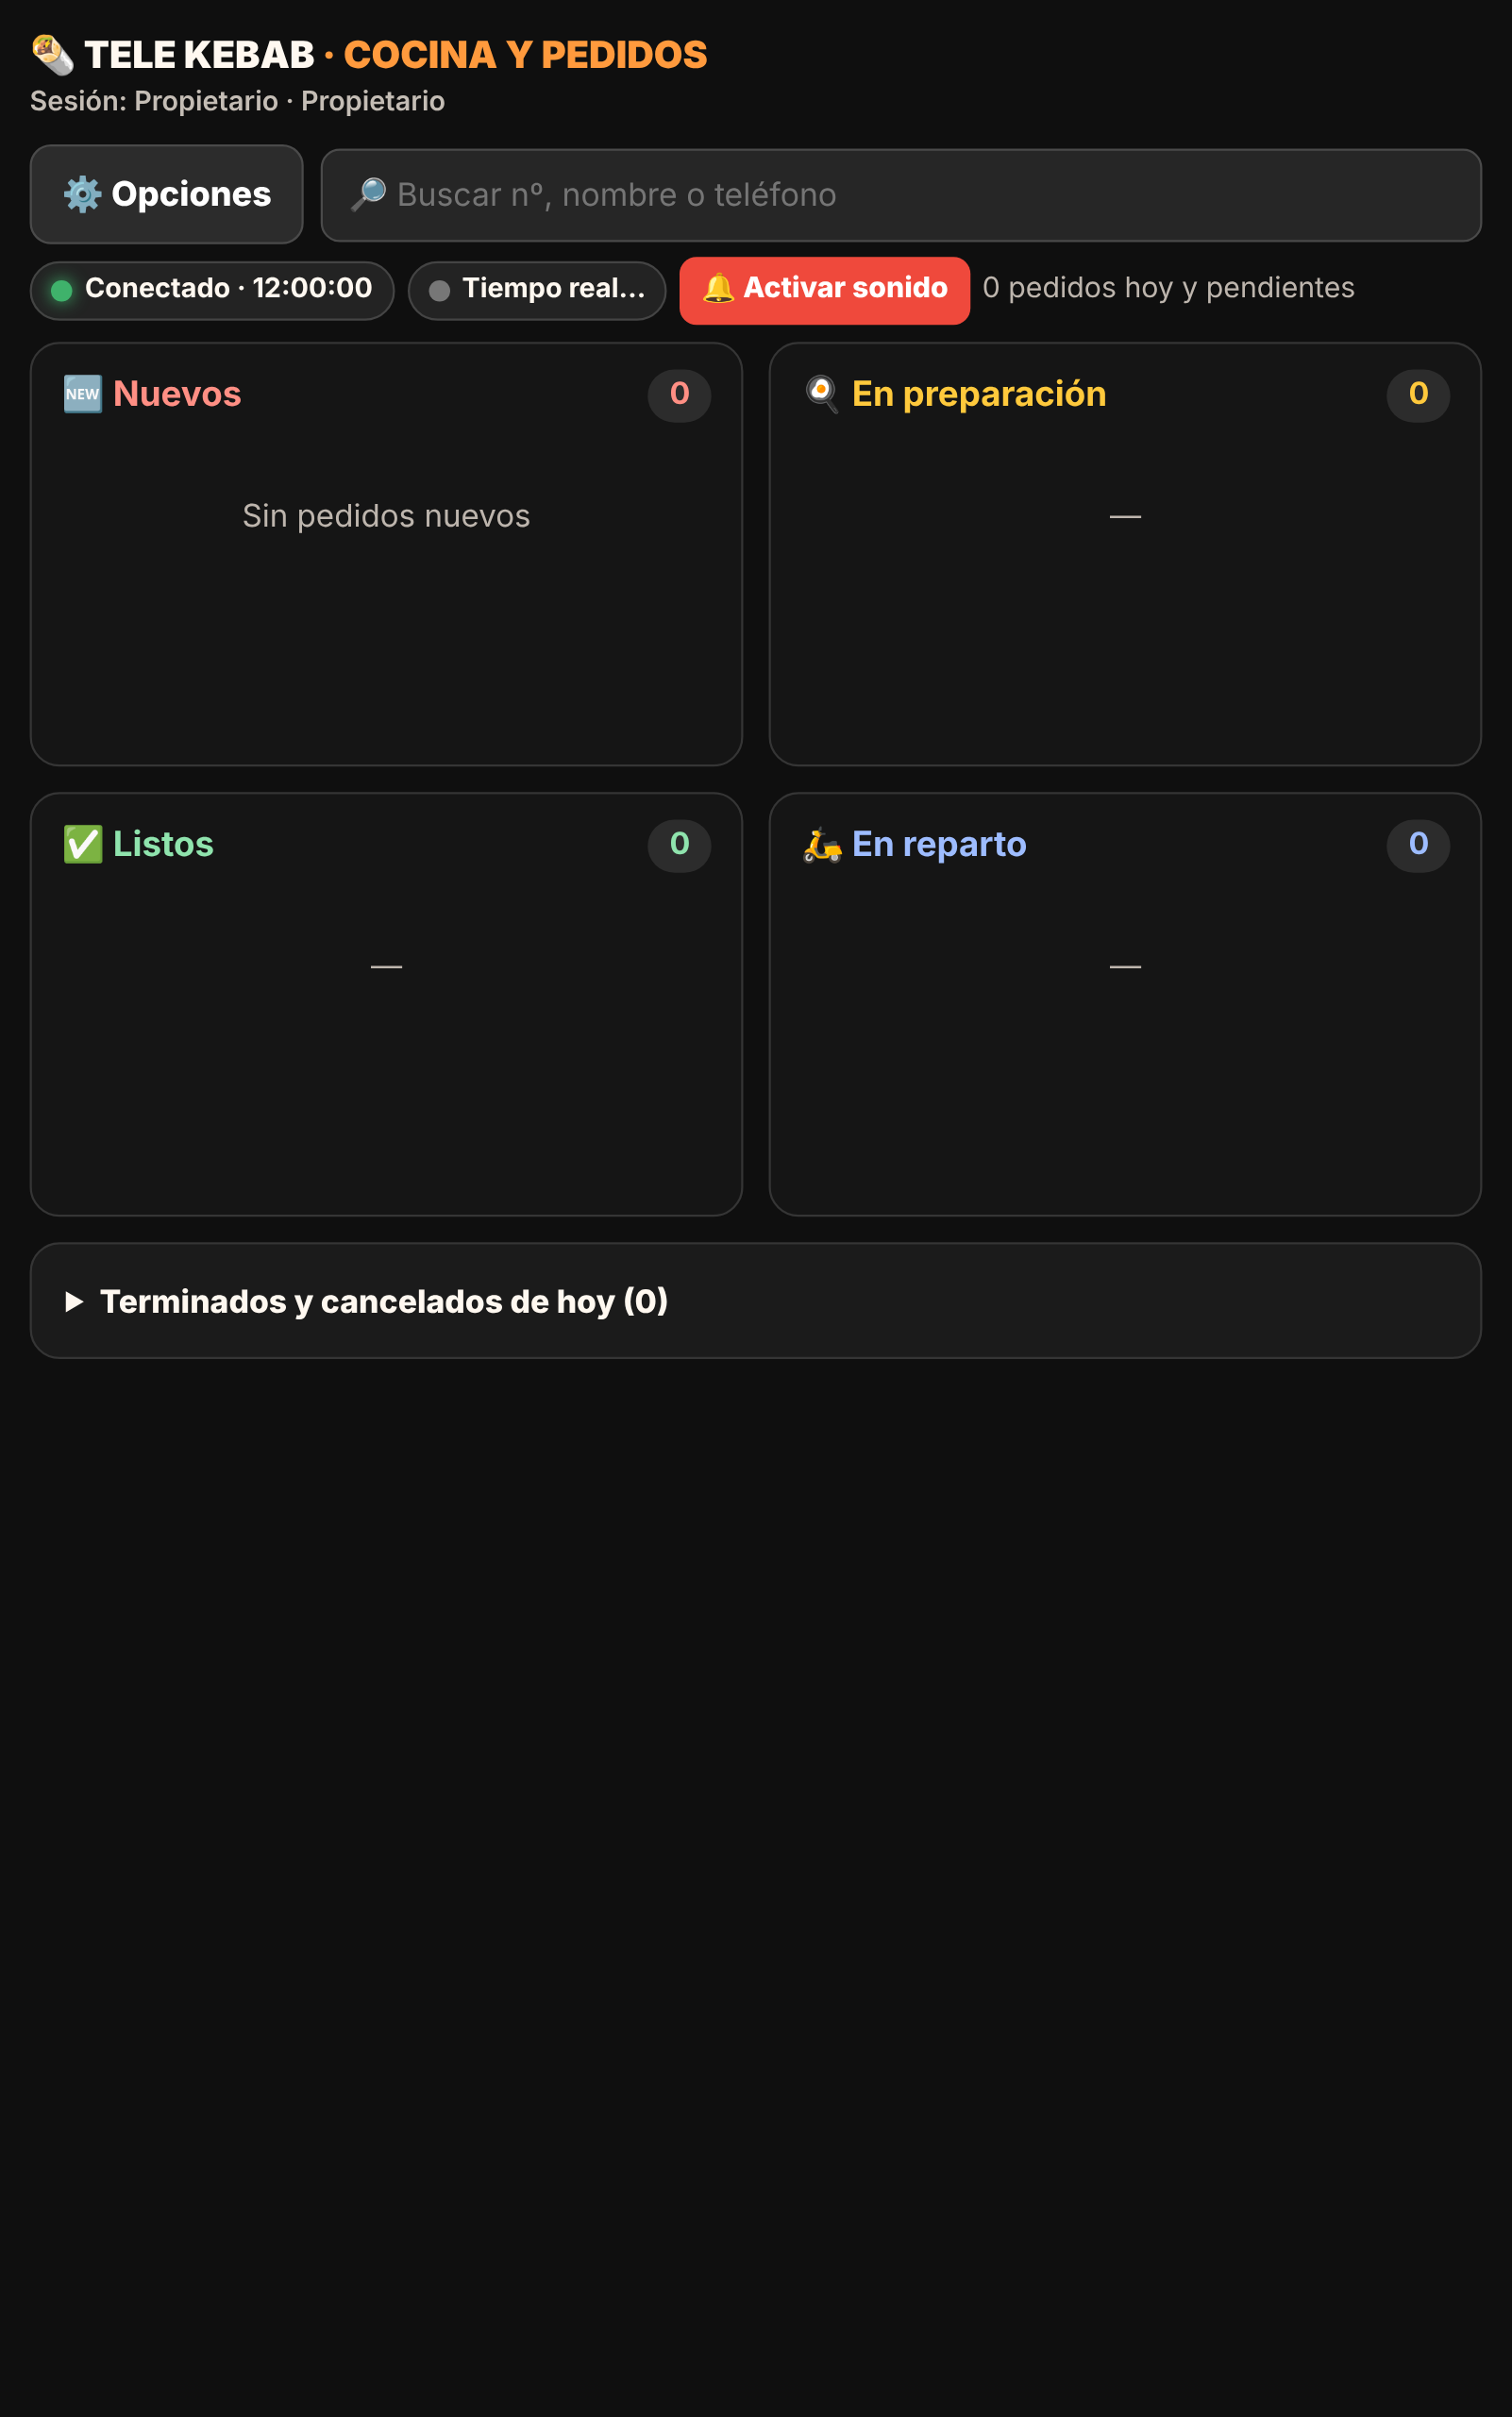 TELE KEBAB · COCINA Y PEDIDOS
Sesión: Propietario · Propietario
⚙️ Opciones
🔎 Buscar nº, nombre o teléfono
Conectado · 12:00:00
Tiempo real...
🔔 Activar sonido
0 pedidos hoy y pendientes
🆕 Nuevos
0
Sin pedidos nuevos
🍳 En preparación
0
—
✅ Listos
0
—
🛵 En reparto
0
—
Terminados y cancelados de hoy (0)